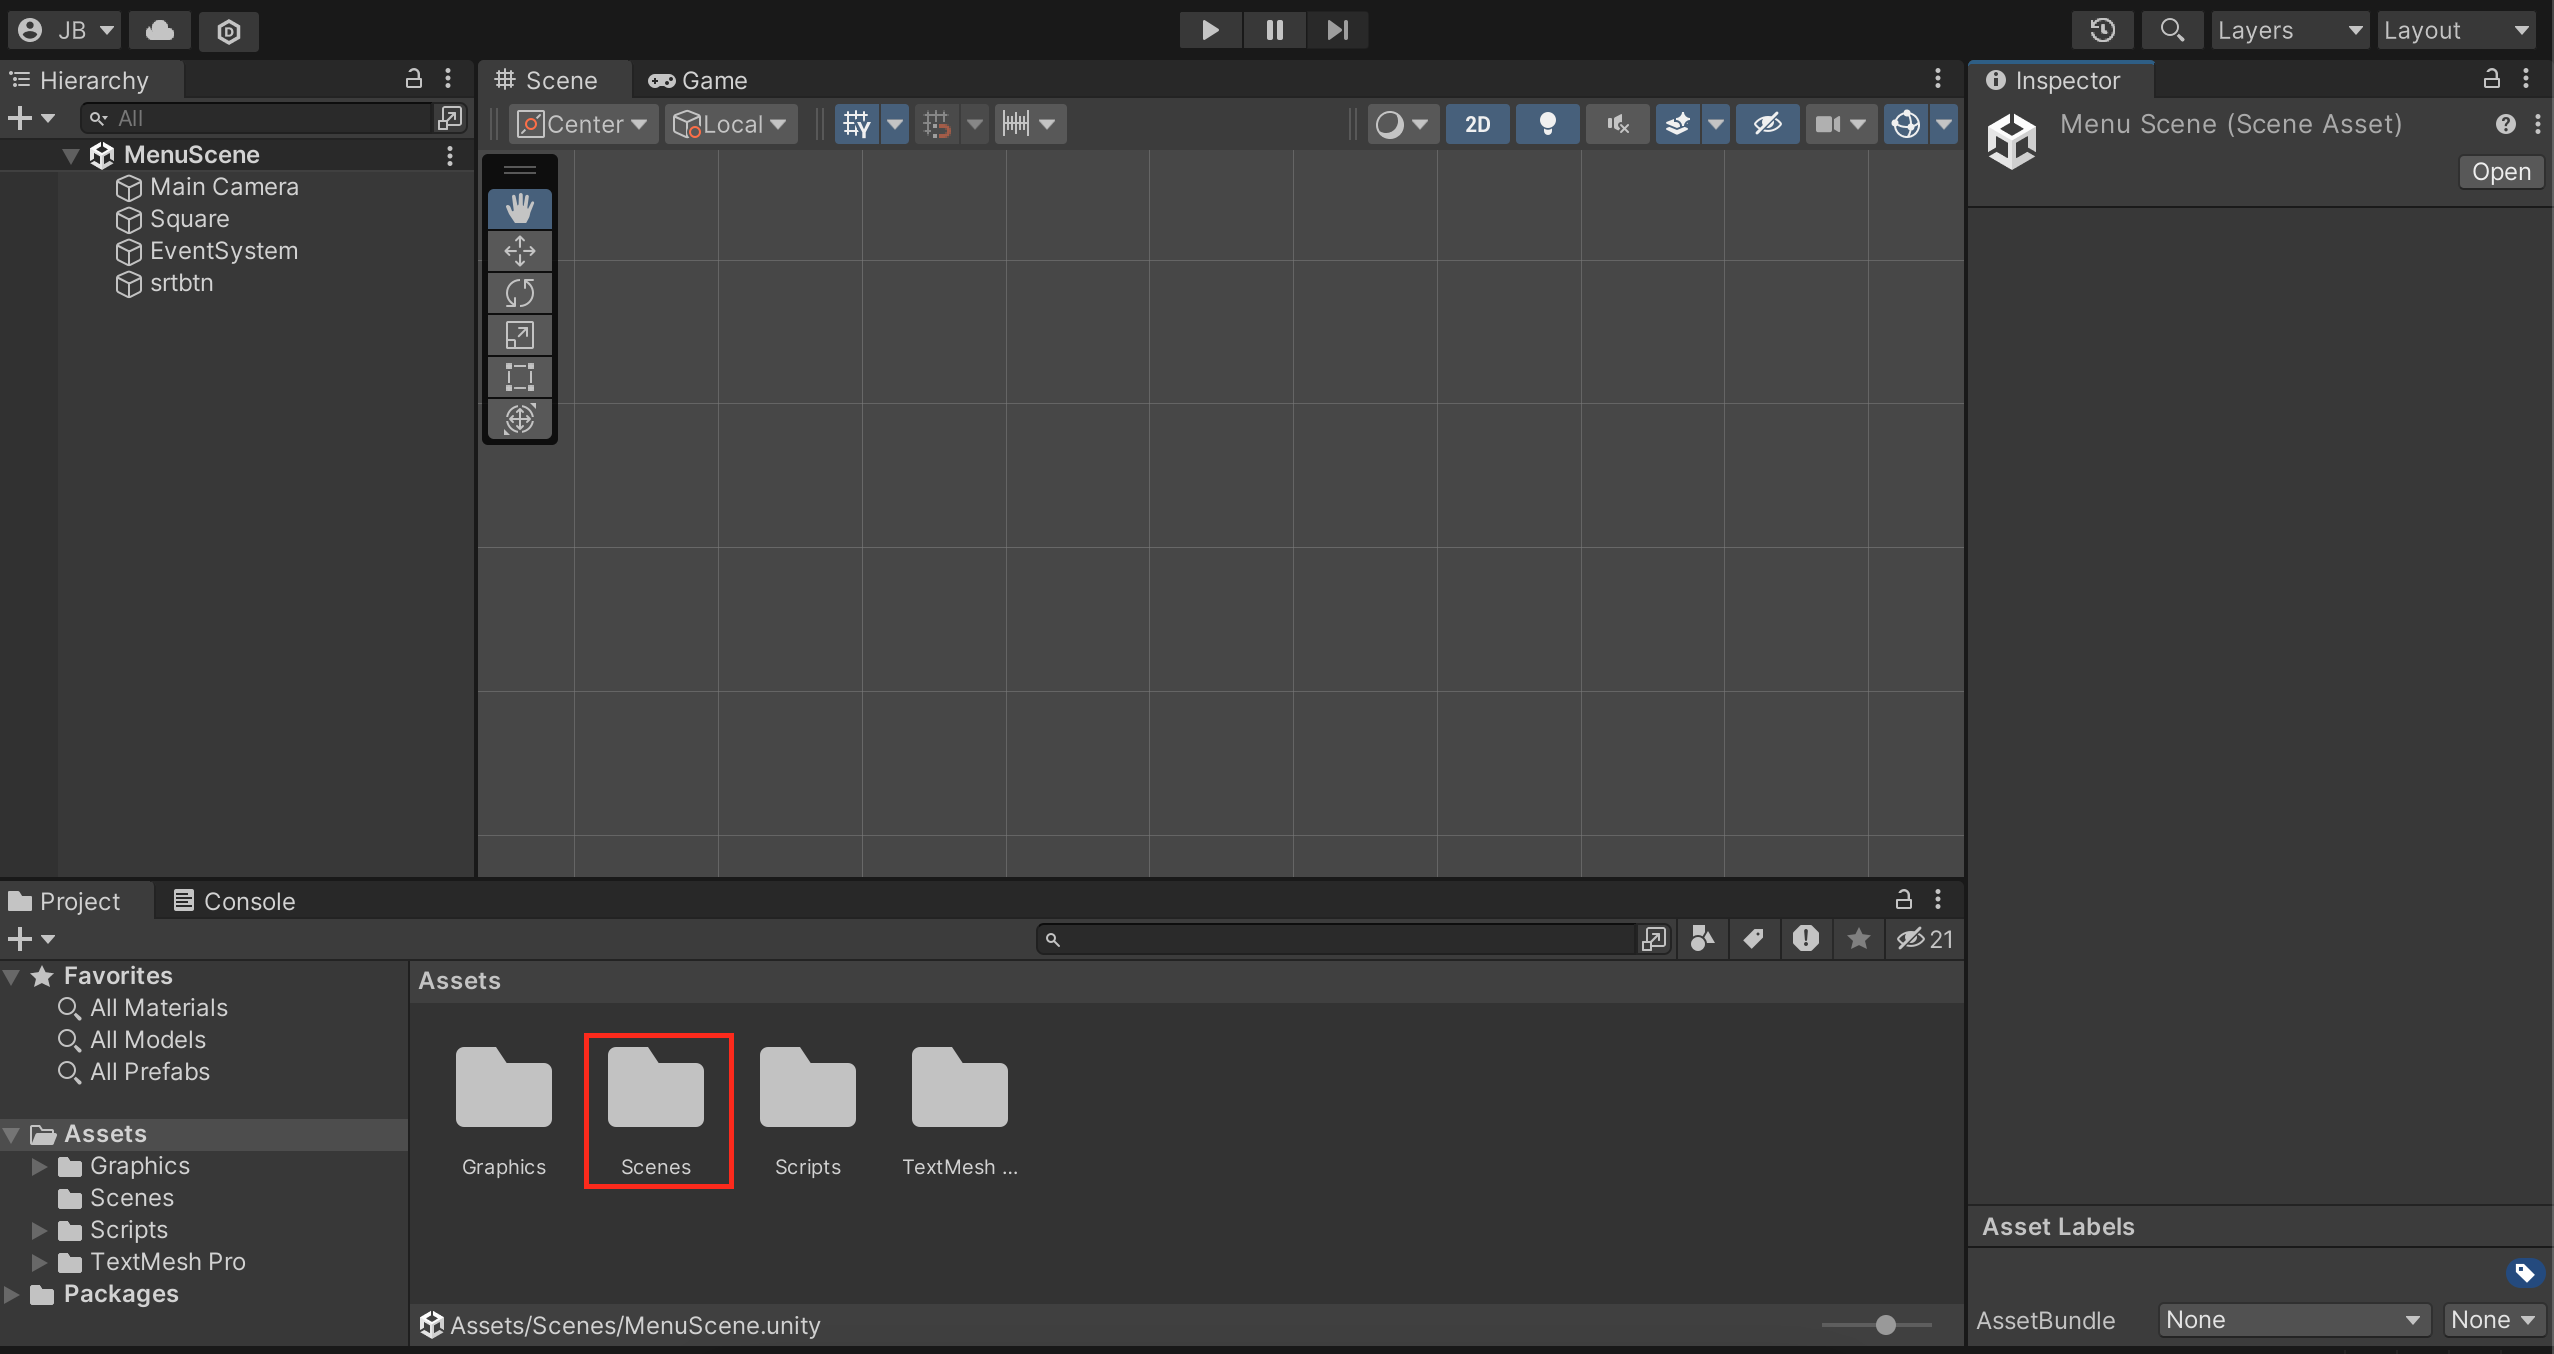 JB
Layers
Layout
Hierarchy
All
MenuScene
Main Camera
Square
EventSystem
srtbtn
Scene
Game
Center
Local
Y
2D
Inspector
Menu Scene (Scene Asset)
Open
Project
Console
21
Favorites
All Materials
All Models
All Prefabs
Assets
Graphics
Scenes
Scripts
TextMesh Pro
Packages
Assets
Graphics
Scenes
Scripts
TextMesh ...
Assets/Scenes/MenuScene.unity
Asset Labels
AssetBundle
None
None